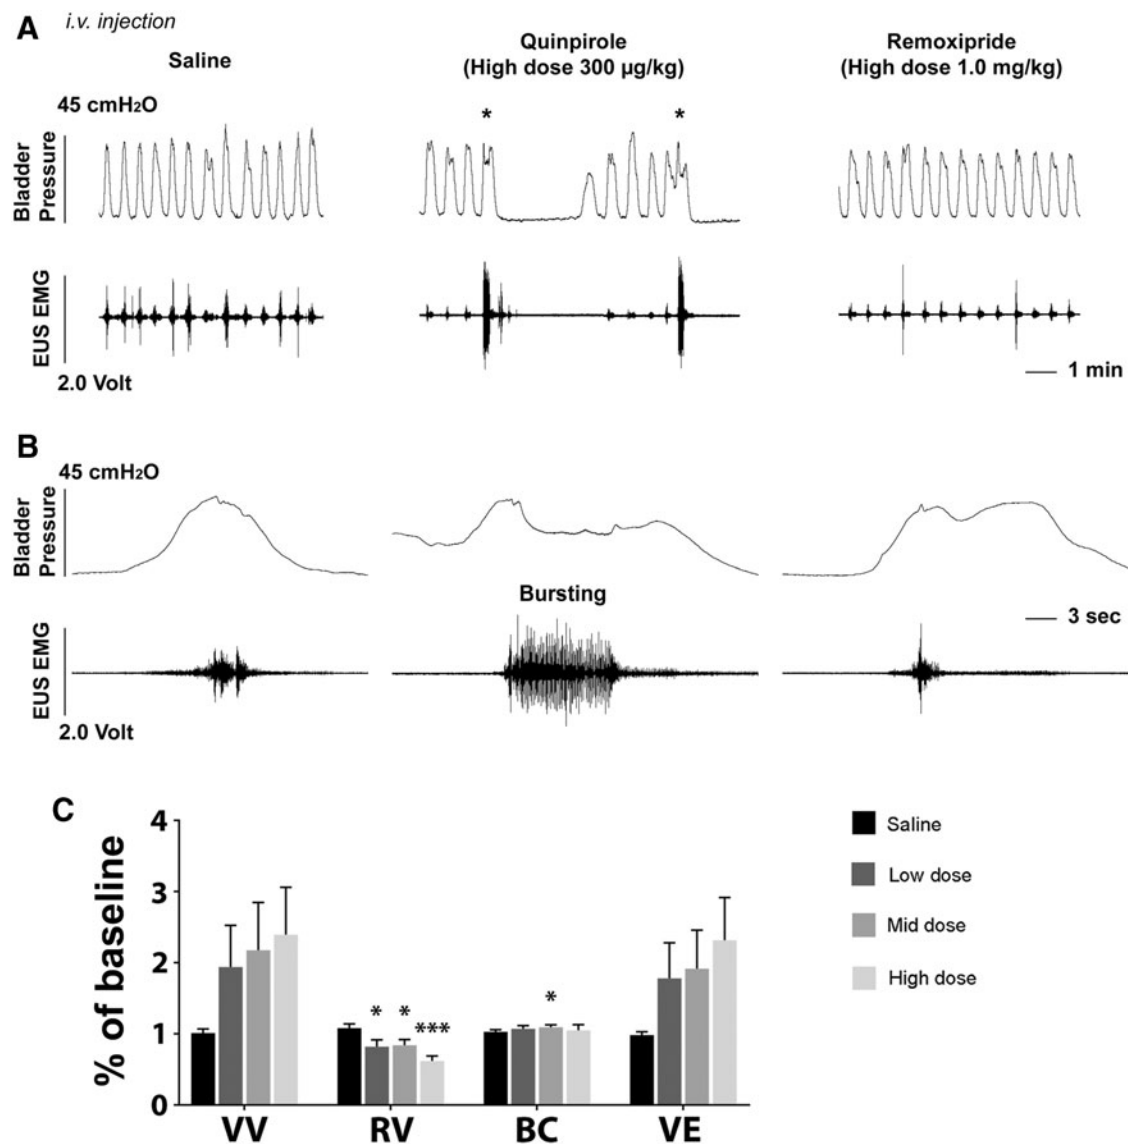 A
i.v. injection
Saline
Quinpirole
(High dose 300 µg/kg)
Remoxipride
(High dose 1.0 mg/kg)
45 cmH2O
*
*
Bladder
Pressure
EUS EMG
1 min
2.0 Volt
B
45 cmH2O
Bladder
Pressure
Bursting
3 sec
EUS EMG
2.0 Volt
C
% of baseline
4
3
2
1
0
*
*
***
*
VV
RV
BC
VE
Saline
Low dose
Mid dose
High dose